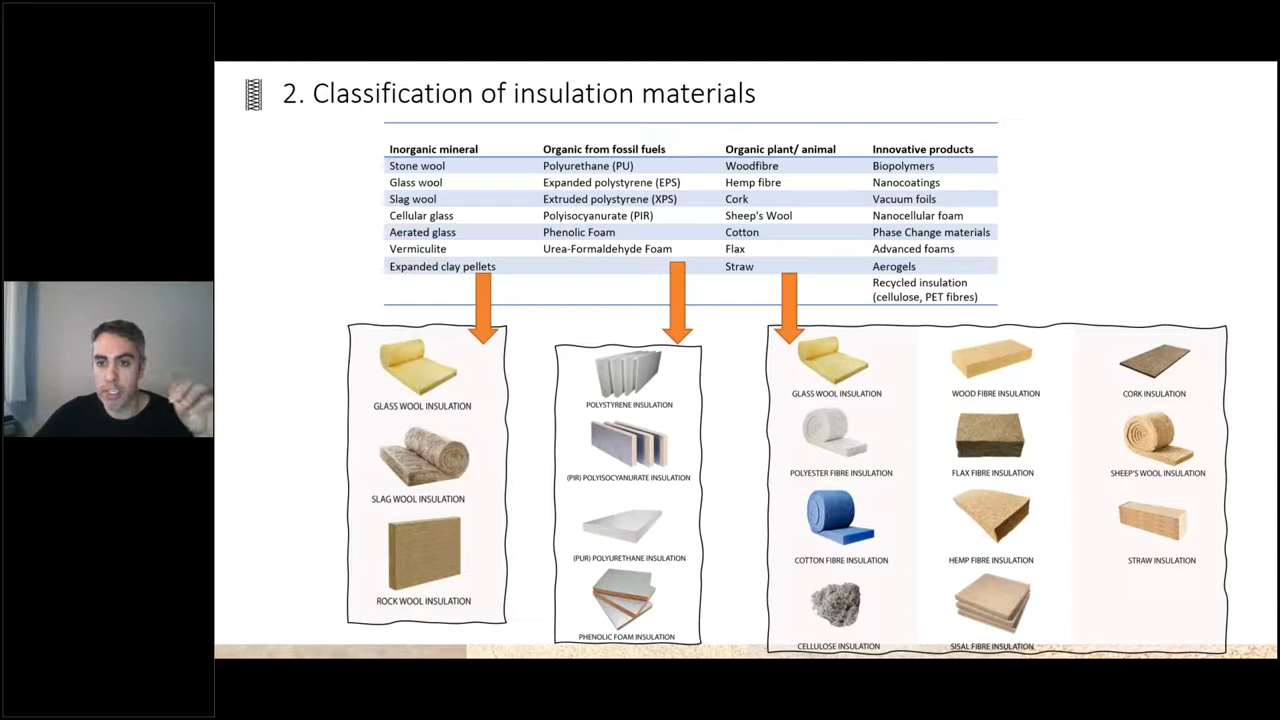 2. Classification of insulation materials
Inorganic mineral Organic from fossil fuels Organic plant/ animal Innovative products
Stone wool Polyurethane (PU) Woodfibre Biopolymers
Glass wool Expanded polystyrene (EPS) Hemp fibre Nanocoatings
Slag wool Extruded polystyrene (XPS) Cork Vacuum foils
Cellular glass Polyisocyanurate (PIR) Sheep's Wool Nanocellular foam
Aerated glass Phenolic Foam Cotton Phase Change materials
Vermiculite Urea-Formaldehyde Foam Flax Advanced foams
Expanded clay pellets Straw Aerogels
Recycled insulation
(cellulose, PET fibres)
GLASS WOOL INSULATION
SLAG WOOL INSULATION
ROCK WOOL INSULATION
POLYSTYRENE INSULATION
(PIR) POLYISOCYANURATE INSULATION
(PUR) POLYURETHANE INSULATION
PHENOLIC FOAM INSULATION
GLASS WOOL INSULATION WOOD FIBRE INSULATION CORK INSULATION
POLYESTER FIBRE INSULATION FLAX FIBRE INSULATION SHEEP'S WOOL INSULATION
COTTON FIBRE INSULATION HEMP FIBRE INSULATION STRAW INSULATION
CELLULOSE INSULATION SISAL FIBRE INSULATION